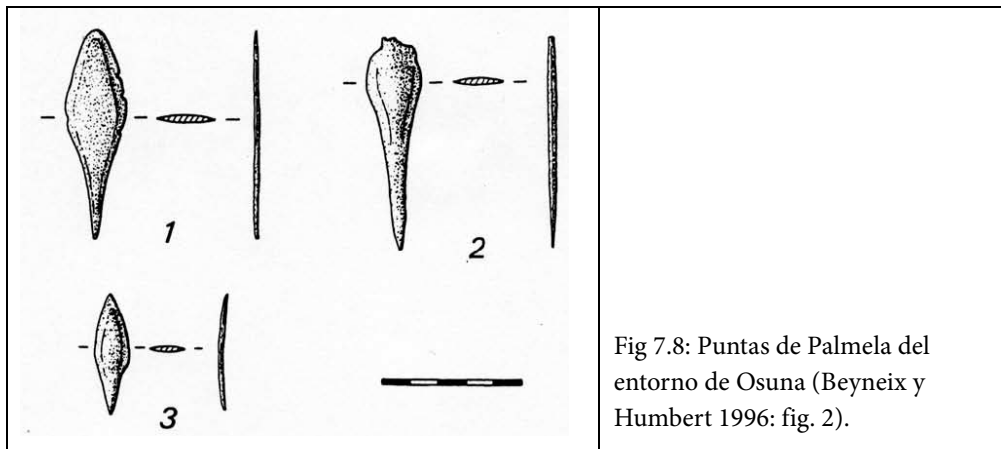 1
2
3
Fig 7.8: Puntas de Palmela del
entorno de Osuna (Beyneix y
Humbert 1996: fig. 2).